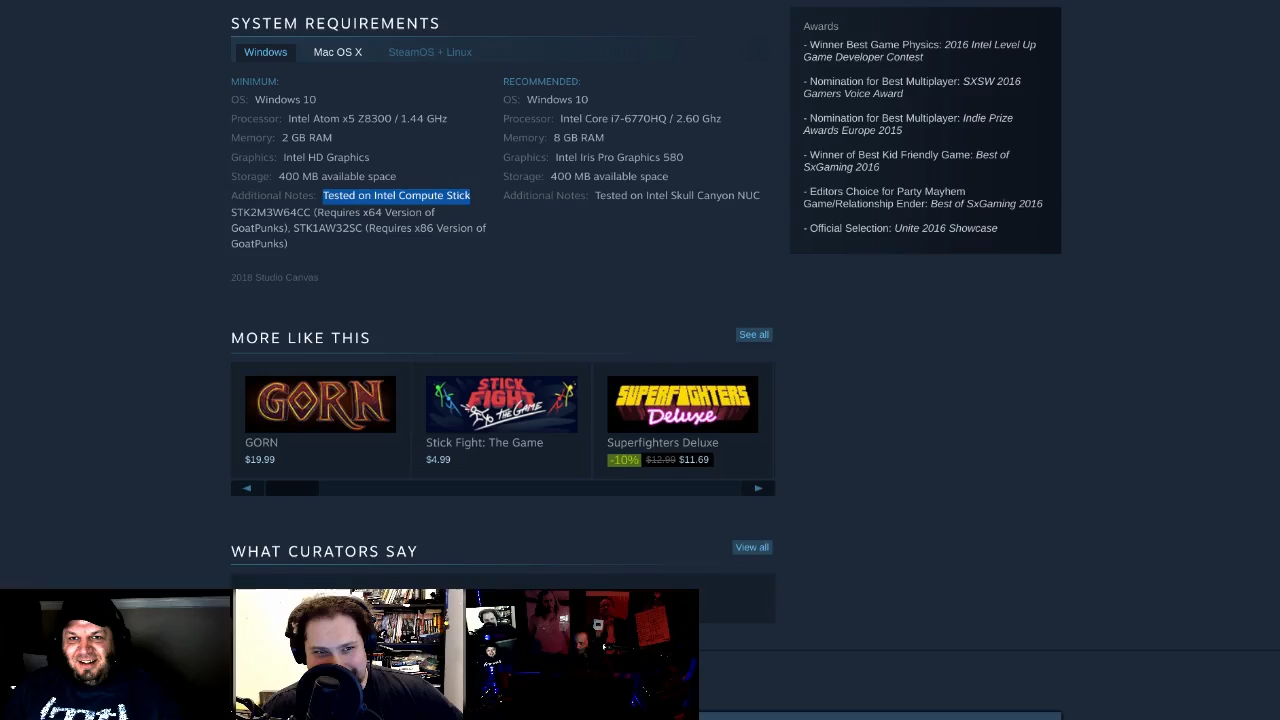 SYSTEM REQUIREMENTS
Windows
Mac OS X
SteamOS + Linux
MINIMUM:
OS: Windows 10
Processor: Intel Atom x5 Z8300 / 1.44 GHz
Memory: 2 GB RAM
Graphics: Intel HD Graphics
Storage: 400 MB available space
Additional Notes: Tested on Intel Compute Stick
STK2M3W64CC (Requires x64 Version of
GoatPunks), STK1AW32SC (Requires x86 Version of
GoatPunks)
RECOMMENDED:
OS: Windows 10
Processor: Intel Core i7-6770HQ / 2.60 Ghz
Memory: 8 GB RAM
Graphics: Intel Iris Pro Graphics 580
Storage: 400 MB available space
Additional Notes: Tested on Intel Skull Canyon NUC
2018 Studio Canvas
Awards
- Winner Best Game Physics: 2016 Intel Level Up
Game Developer Contest
- Nomination for Best Multiplayer: SXSW 2016
Gamers Voice Award
- Nomination for Best Multiplayer: Indie Prize
Awards Europe 2015
- Winner of Best Kid Friendly Game: Best of
SxGaming 2016
- Editors Choice for Party Mayhem
Game/Relationship Ender: Best of SxGaming 2016
- Official Selection: Unite 2016 Showcase
MORE LIKE THIS
See all
GORN
GORN
$19.99
STICK
FIGHT
THE GAME
Stick Fight: The Game
$4.99
SUPERFIGHTERS
Deluxe
Superfighters Deluxe
-10% $12.99 $11.69
WHAT CURATORS SAY
View all